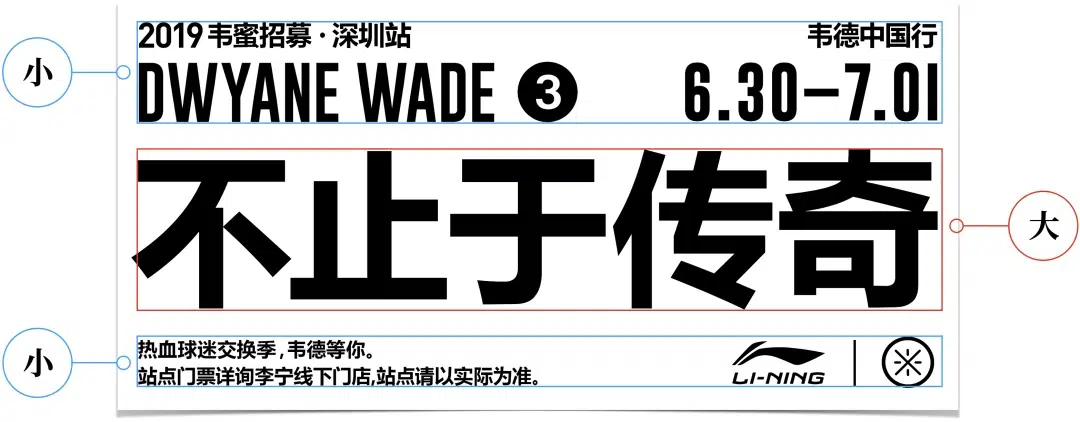 2019 韦蜜招募·深圳站
韦德中国行
小
DWYANE WADE 3
6.30—7.01
不止于传奇
大
小
热血球迷交换季,韦德等你。
站点门票详询李宁线下门店,站点请以实际为准。
LI-NING